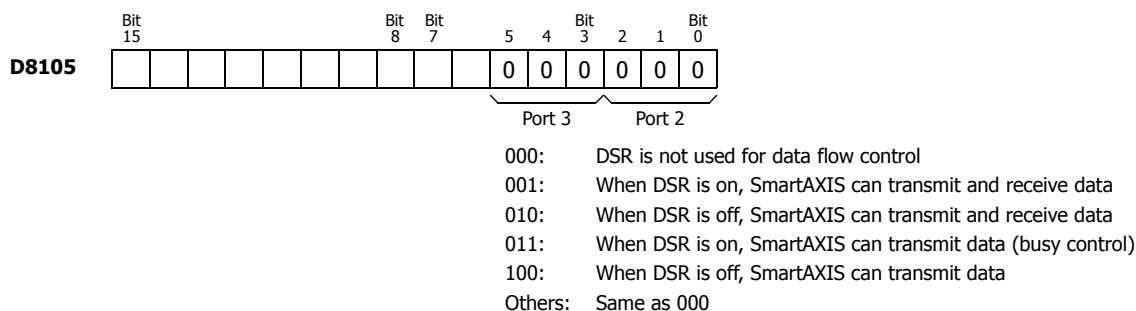 Bit Bit Bit Bit Bit
15 8 7 5 4 3 2 1 0
D8105 0 0 0 0 0 0
Port 3 Port 2
000: DSR is not used for data flow control
001: When DSR is on, SmartAXIS can transmit and receive data
010: When DSR is off, SmartAXIS can transmit and receive data
011: When DSR is on, SmartAXIS can transmit data (busy control)
100: When DSR is off, SmartAXIS can transmit data
Others: Same as 000